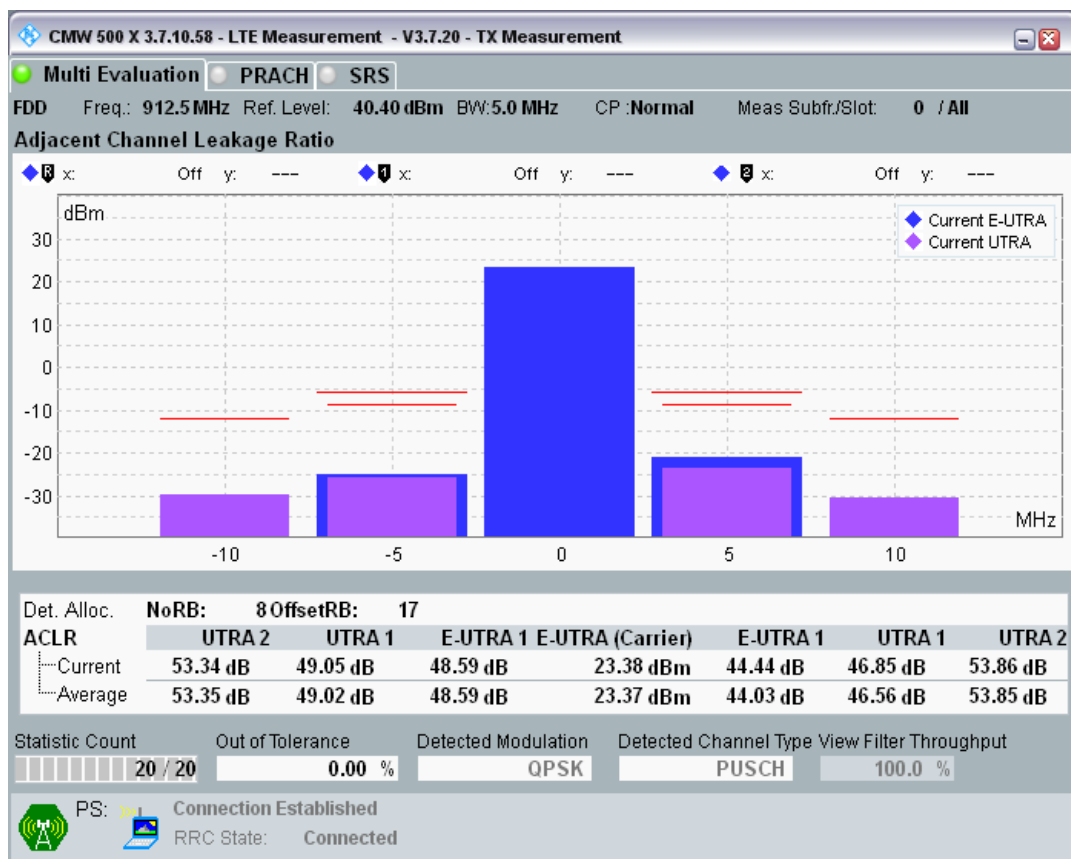 CMW 500 X 3.7.10.58 - LTE Measurement - V3.7.20 - TX Measurement
Multi Evaluation PRACH SRS
FDD Freq.: 912.5 MHz Ref. Level: 40.40 dBm BW:5.0 MHz CP :Normal Meas Subfr./Slot: 0 / All
Adjacent Channel Leakage Ratio
R x: Off y: --- 1 x: Off y: --- 2 x: Off y: ---
dBm
Current E-UTRA
Current UTRA
30
20
10
0
-10
-20
-30
MHz
-10 -5 0 5 10
Det. Alloc. NoRB: 8 OffsetRB: 17
ACLR UTRA 2 UTRA 1 E-UTRA 1 E-UTRA (Carrier) E-UTRA 1 UTRA 1 UTRA 2
Current 53.34 dB 49.05 dB 48.59 dB 23.38 dBm 44.44 dB 46.85 dB 53.86 dB
Average 53.35 dB 49.02 dB 48.59 dB 23.37 dBm 44.03 dB 46.56 dB 53.85 dB
Statistic Count Out of Tolerance Detected Modulation Detected Channel Type View Filter Throughput
20 / 20 0.00 % QPSK PUSCH 100.0 %
PS: Connection Established
RRC State: Connected